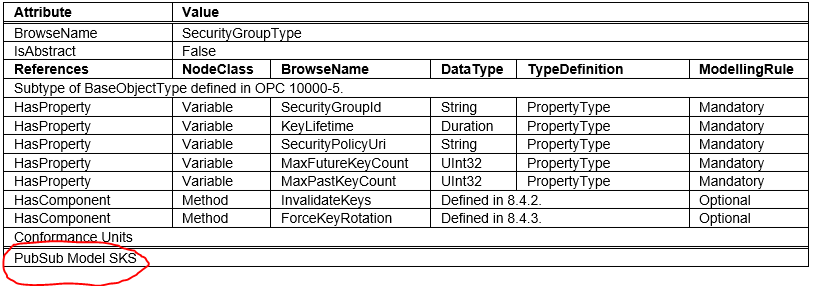 Attribute Value
BrowseName SecurityGroupType
IsAbstract False
References NodeClass BrowseName DataType TypeDefinition ModellingRule
Subtype of BaseObjectType defined in OPC 10000-5.
HasProperty Variable SecurityGroupId String PropertyType Mandatory
HasProperty Variable KeyLifetime Duration PropertyType Mandatory
HasProperty Variable SecurityPolicyUri String PropertyType Mandatory
HasProperty Variable MaxFutureKeyCount UInt32 PropertyType Mandatory
HasProperty Variable MaxPastKeyCount UInt32 PropertyType Mandatory
HasComponent Method InvalidateKeys Defined in 8.4.2. Optional
HasComponent Method ForceKeyRotation Defined in 8.4.3. Optional
Conformance Units
PubSub Model SKS